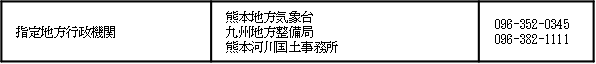 指定地方行政機関
熊本地方気象台
九州地方整備局
熊本河川国土事務所
096-352-0345
096-382-1111